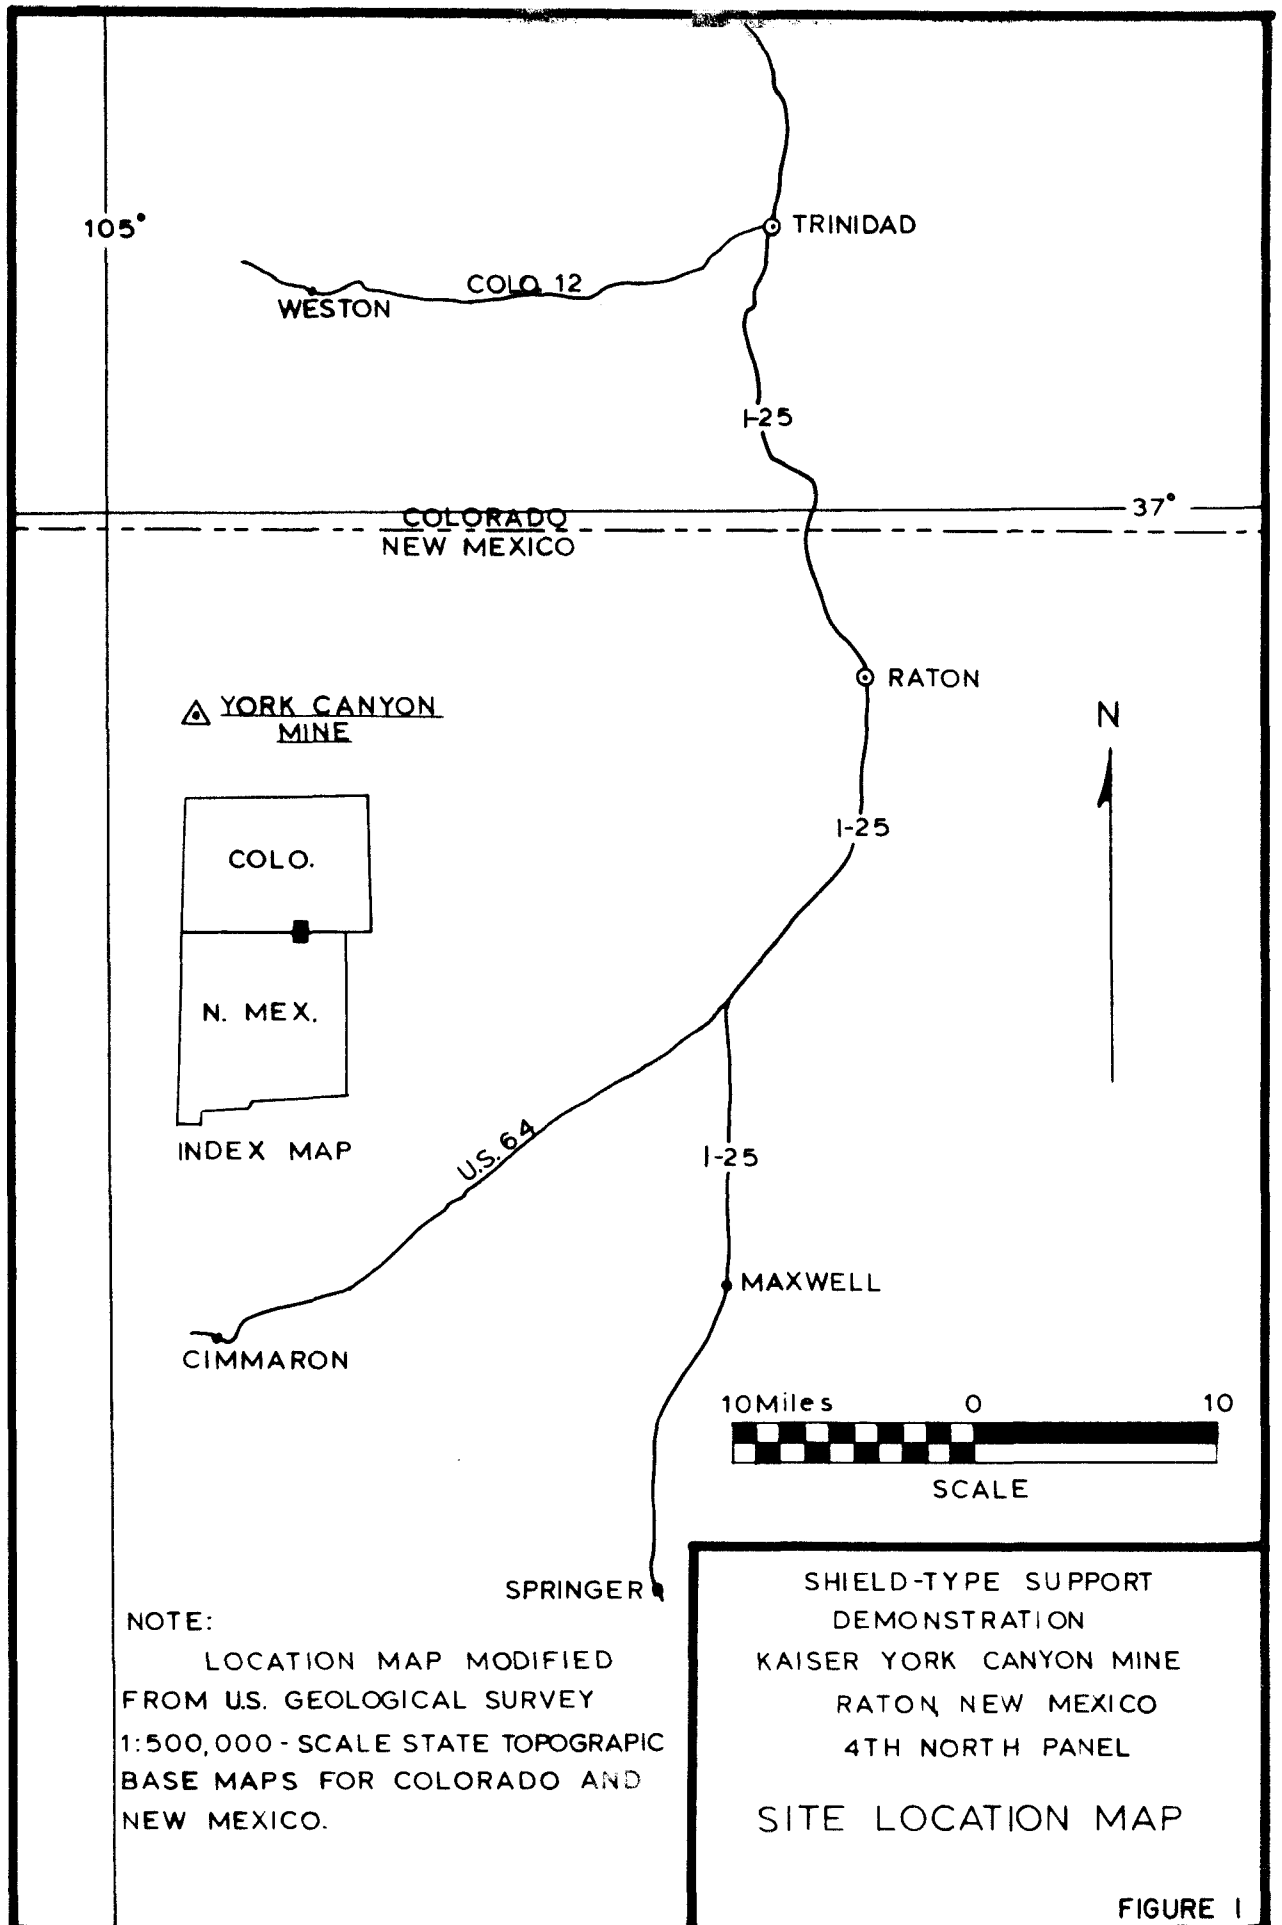 105°
TRINIDAD
COLO. 12
WESTON
I-25
37°
COLORADO
NEW MEXICO
RATON
YORK CANYON
MINE
N
COLO.
I-25
N. MEX.
U.S. 64
INDEX MAP
I-25
MAXWELL
CIMMARON
10 Miles 0 10
SCALE
SPRINGER
NOTE:
LOCATION MAP MODIFIED
FROM U.S. GEOLOGICAL SURVEY
1:500,000 - SCALE STATE TOPOGRAPIC
BASE MAPS FOR COLORADO AND
NEW MEXICO.
SHIELD-TYPE SUPPORT
DEMONSTRATION
KAISER YORK CANYON MINE
RATON, NEW MEXICO
4TH NORTH PANEL
SITE LOCATION MAP
FIGURE 1